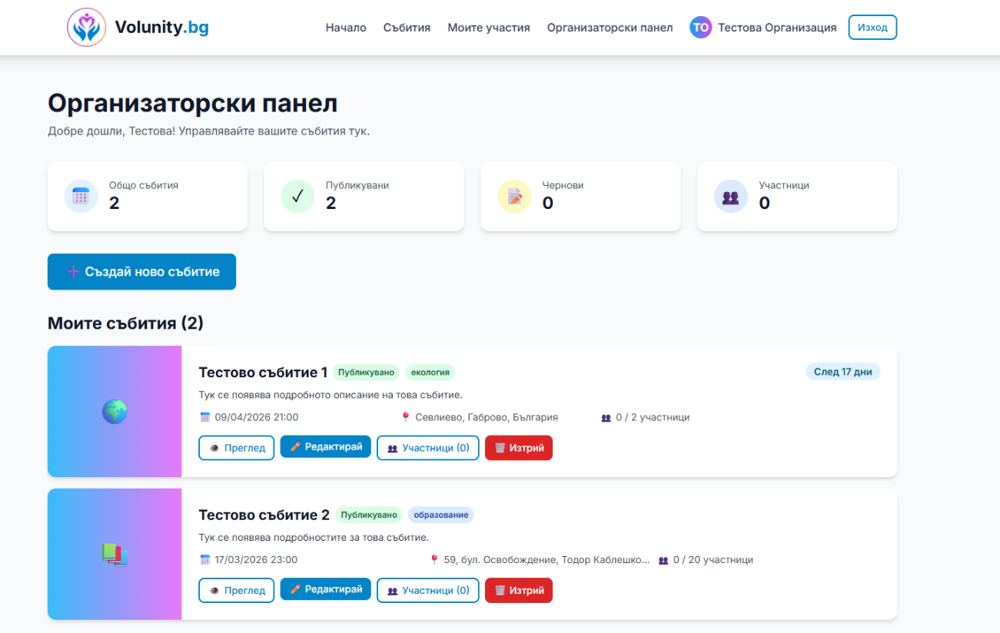 Volunity.bg
Начало Събития Моите участия Организаторски панел ТО Тестова Организация Изход
Организаторски панел
Добре дошли, Тестова! Управлявайте вашите събития тук.
Общо събития
2
Публикувани
2
Чернови
0
Участници
0
Създай ново събитие
Моите събития (2)
Тестово събитие 1 Публикувано екология След 17 дни
Тук се появява подробното описание на това събитие.
09/04/2026 21:00 Севлиево, Габрово, България 0 / 2 участници
Преглед Редактирай Участници (0) Изтрий
Тестово събитие 2 Публикувано образование
Тук се появява подробностите за това събитие.
17/03/2026 23:00 59, бул. Освобождение, Тодор Каблешко... 0 / 20 участници
Преглед Редактирай Участници (0) Изтрий